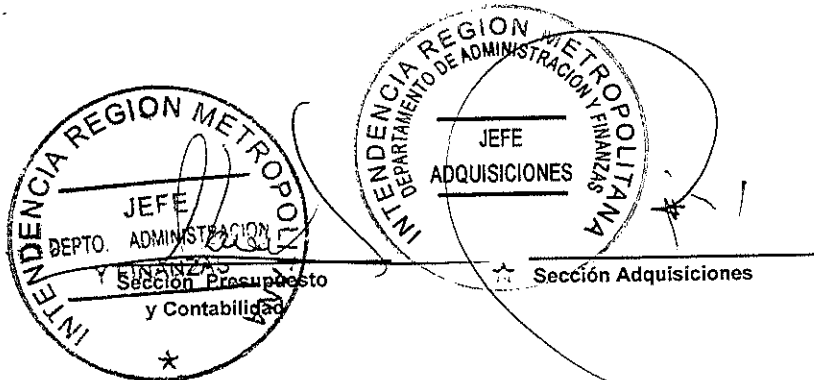 INTENDENCIA REGION METROPOLITANA
JEFE
DEPTO. ADMINISTRACION
Y FINANZAS
Sección Presupuesto
y Contabilidad
INTENDENCIA REGION METROPOLITANA
DEPARTAMENTO DE ADMINISTRACION Y FINANZAS
JEFE
ADQUISICIONES
Sección Adquisiciones